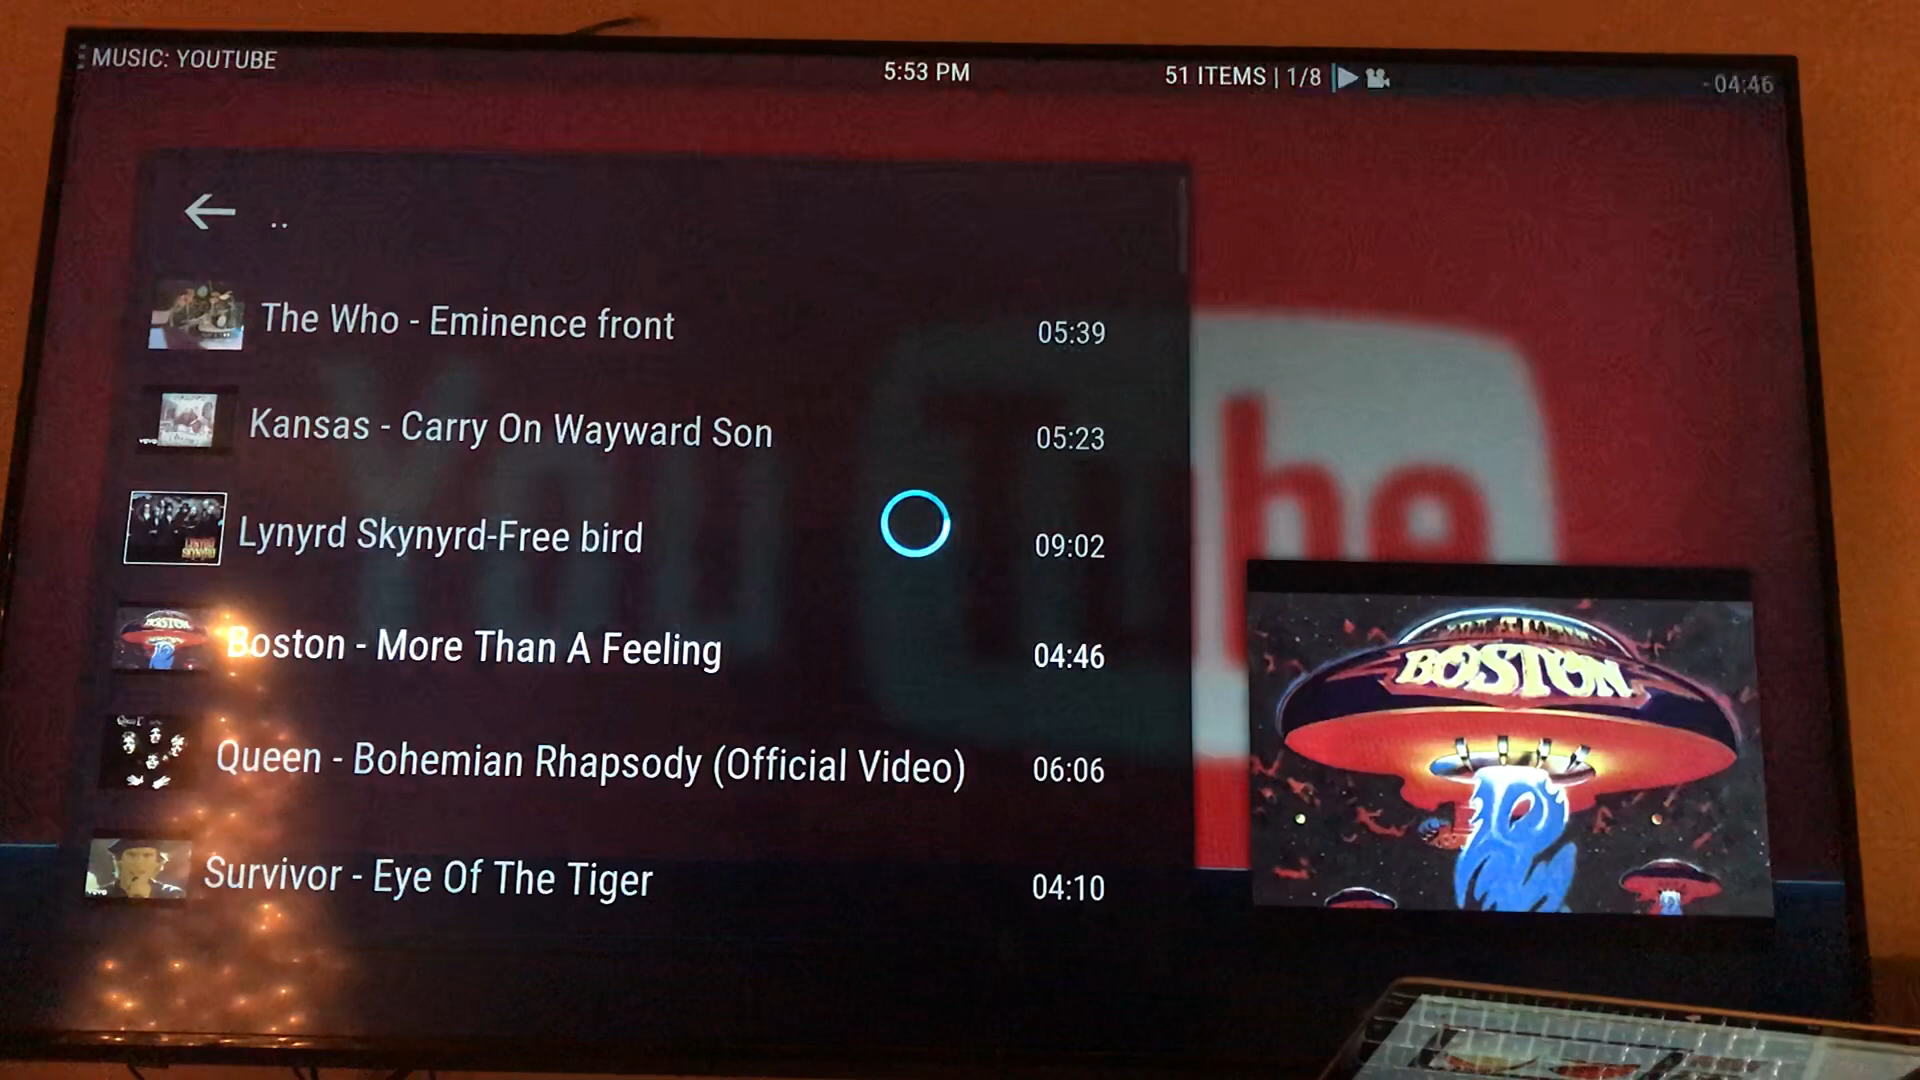 MUSIC: YOUTUBE
5:53 PM
51 ITEMS | 1/8
- 04:46
..
The Who - Eminence front 05:39
Kansas - Carry On Wayward Son 05:23
Lynyrd Skynyrd-Free bird 09:02
Boston - More Than A Feeling 04:46
Queen - Bohemian Rhapsody (Official Video) 06:06
Survivor - Eye Of The Tiger 04:10
You Tube
BOSTON